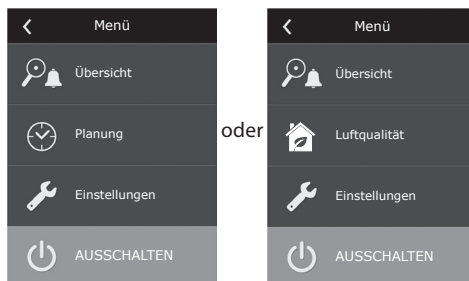 Menü
Übersicht
Planung
Einstellungen
AUSSCHALTEN
oder
Menü
Übersicht
Luftqualität
Einstellungen
AUSSCHALTEN